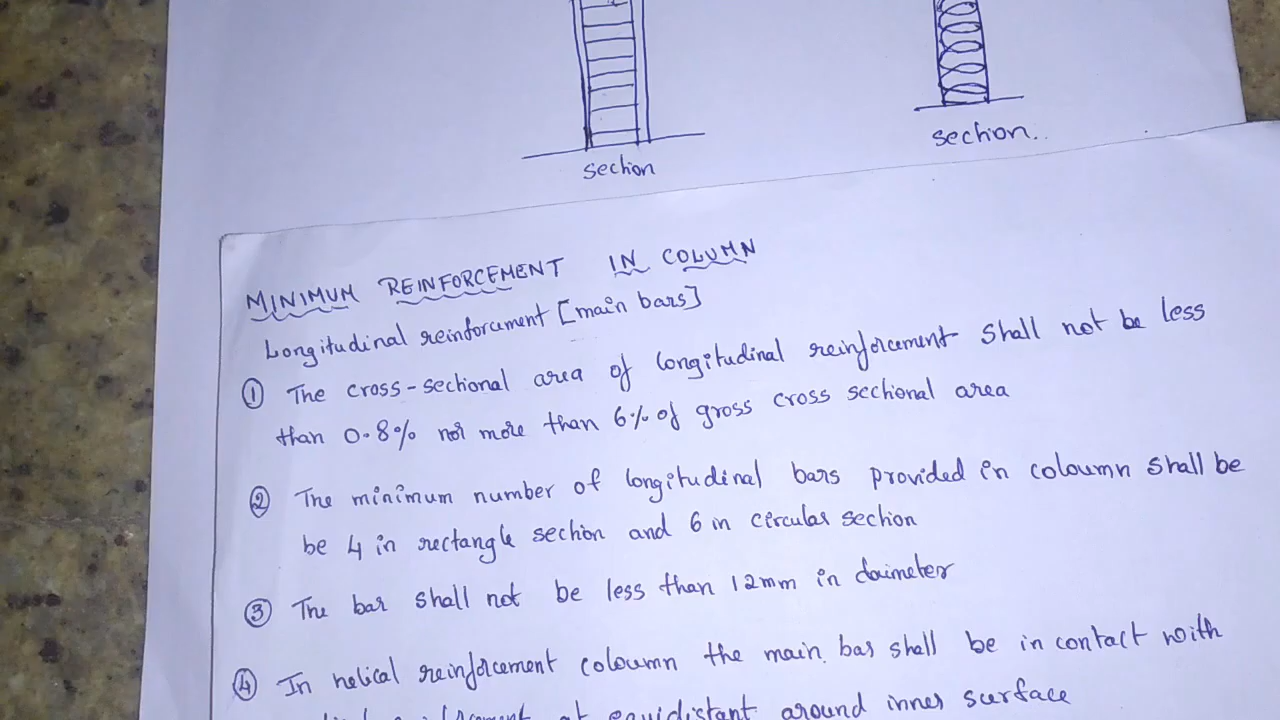 section
section..
MINIMUM REINFORCEMENT IN COLUMN
Longitudinal reinforcement [main bars]
① The cross-sectional area of longitudinal reinforcement shall not be less
than 0.8% nor more than 6% of gross cross sectional area
② The minimum number of longitudinal bars provided in coloumn shall be
be 4 in rectangle section and 6 in circular section
③ The bar shall not be less than 12mm in daimeter
④ In helical reinforcement coloumn the main bar shall be in contact with
at equidistant around inner surface